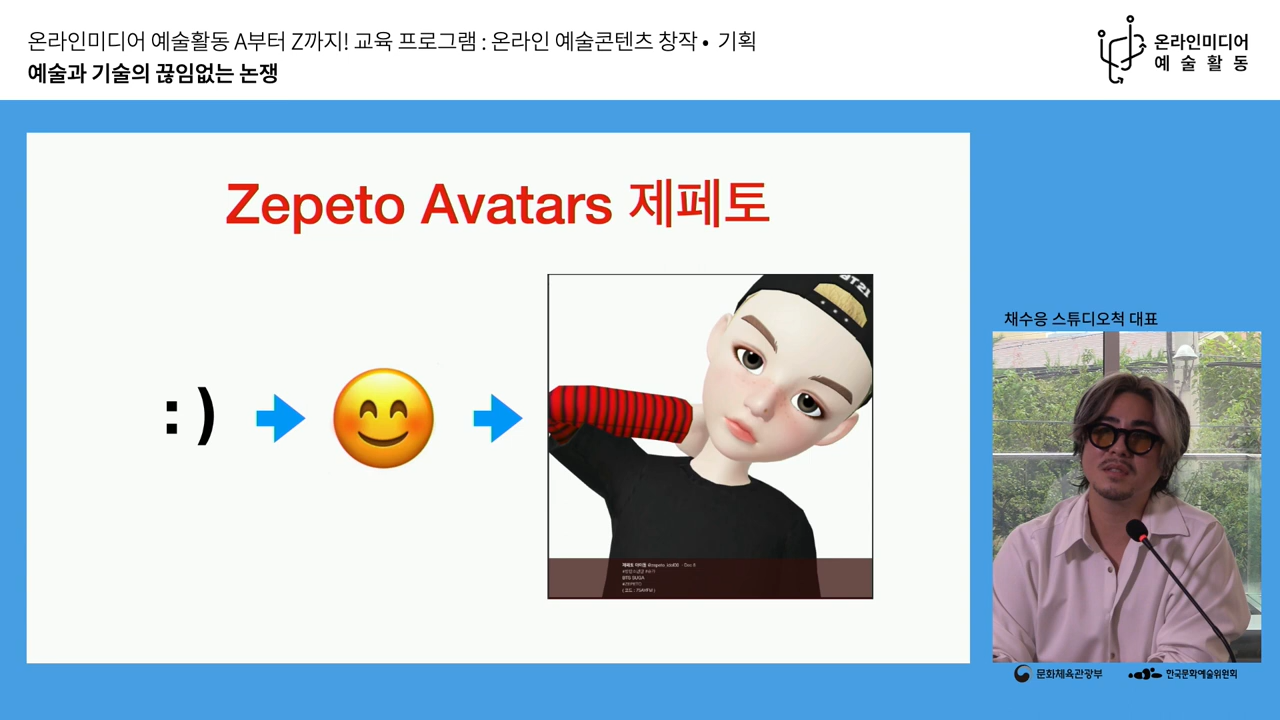 온라인미디어 예술활동 A부터 Z까지! 교육 프로그램 : 온라인 예술콘텐츠 창작 • 기획
예술과 기술의 끊임없는 논쟁
온라인미디어
예 술 활 동
Zepeto Avatars 제페토
: )
BT21
BTS SUGA
채수응 스튜디오척 대표
문화체육관광부
한국문화예술위원회